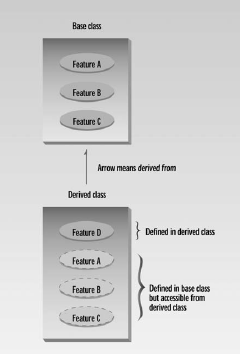 Base class
Feature A
Feature B
Feature C
Arrow means derived from
Derived class
Feature D
Defined in derived class
Feature A
Feature B
Feature C
Defined in base class
but accessible from
derived class